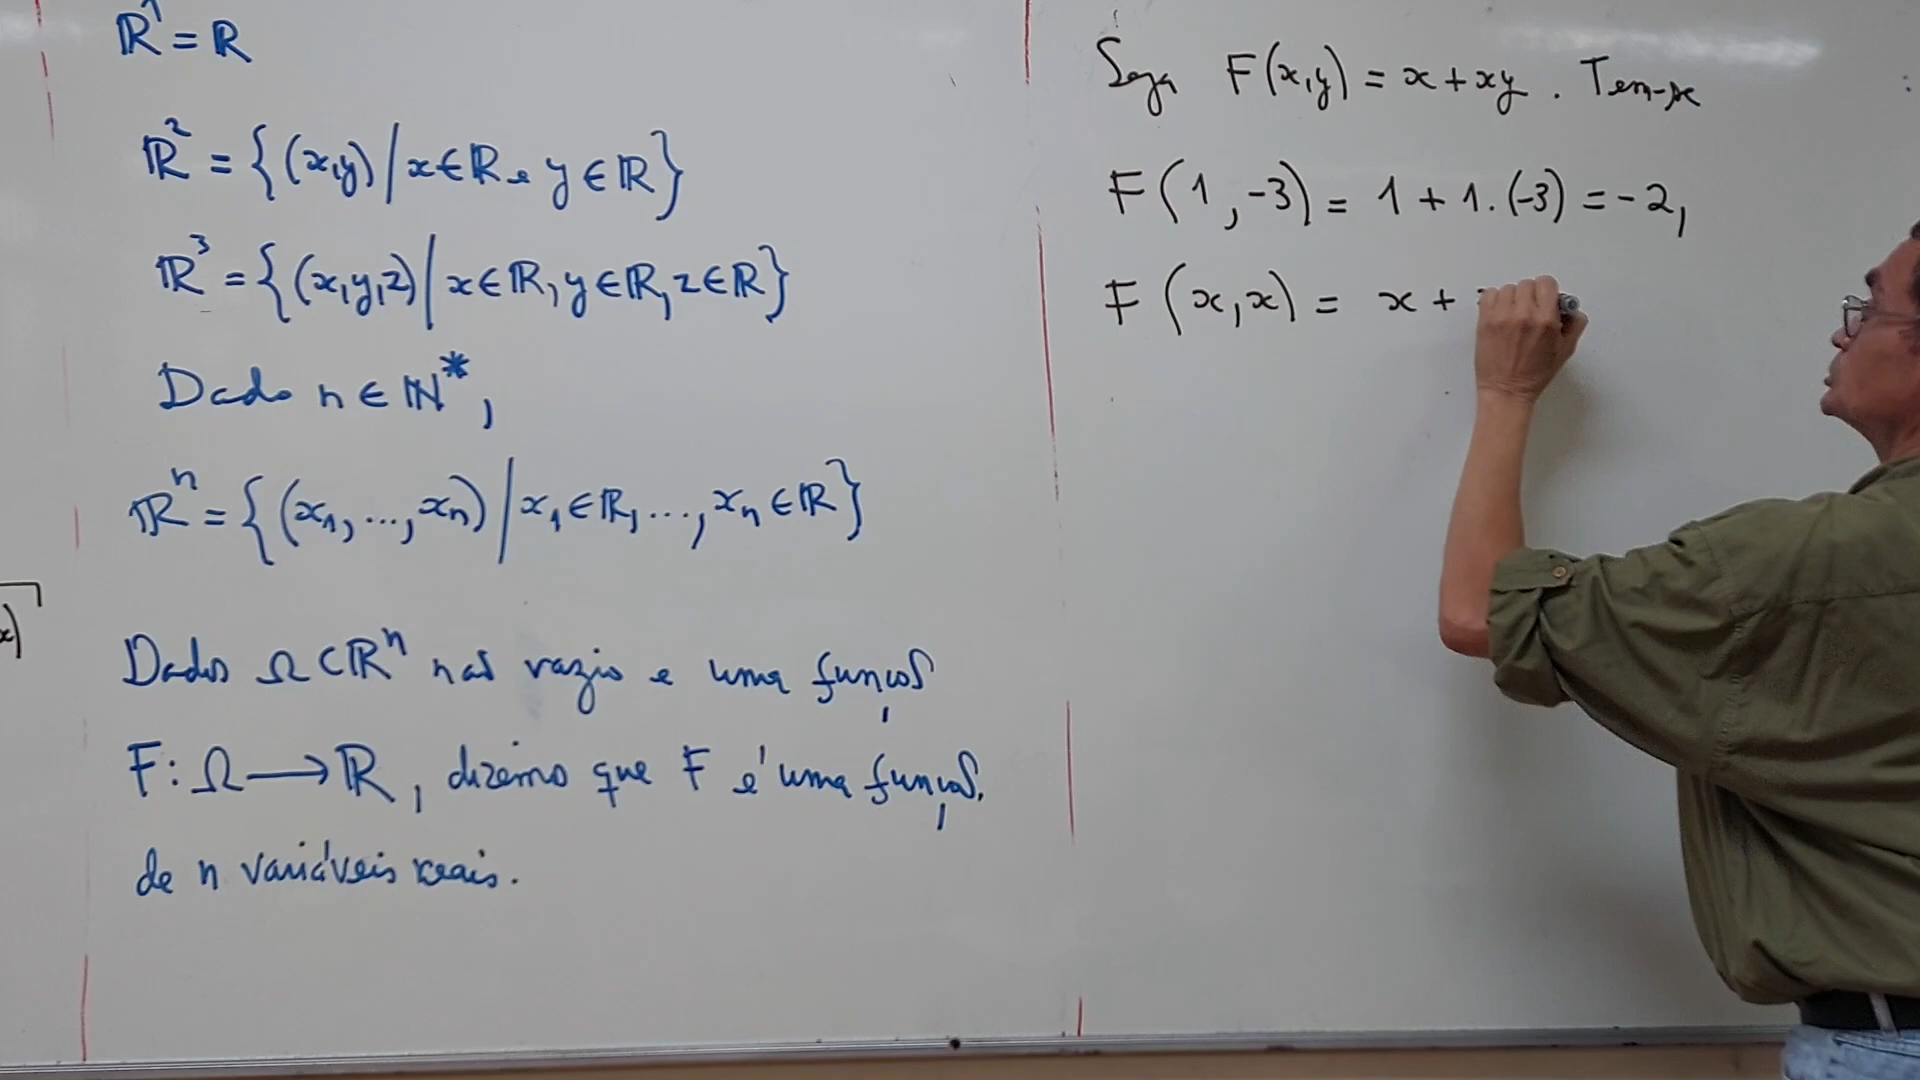 ℝ¹ = ℝ
ℝ² = {(x,y) / x ∈ ℝ e y ∈ ℝ}
ℝ³ = {(x,y,z) / x ∈ ℝ, y ∈ ℝ, z ∈ ℝ}
Dado n ∈ ℕ*,
ℝⁿ = {(x₁, ..., xₙ) / x₁ ∈ ℝ, ..., xₙ ∈ ℝ}
Dados Ω ⊂ ℝⁿ não vazio e uma função
F: Ω ⟶ ℝ, dizemos que F é uma função
de n variáveis reais.
Seja F(x,y) = x + xy. Tem-se
F(1, -3) = 1 + 1.(-3) = -2,
F(x,x) = x +
x)